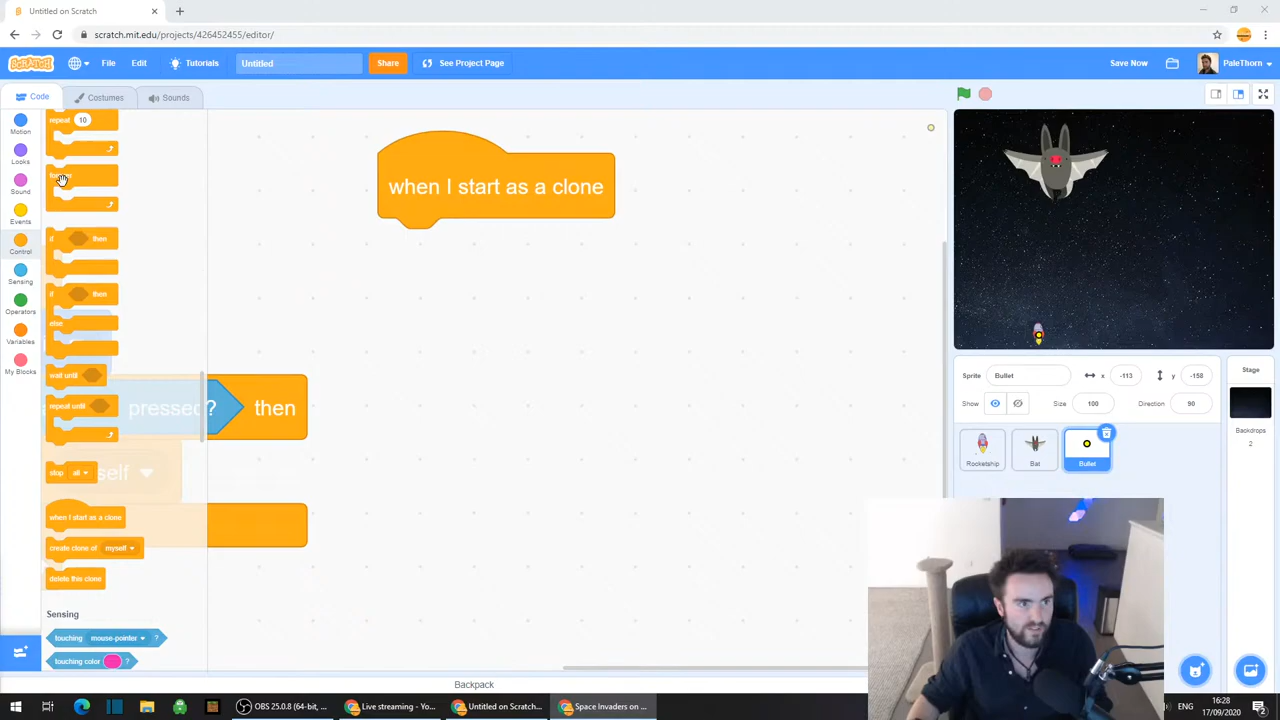 Untitled on Scratch
scratch.mit.edu/projects/426452455/editor/
SCRATCH
File
Edit
Tutorials
Untitled
Share
See Project Page
Save Now
PaleThorn
Code
Costumes
Sounds
Motion
Looks
Sound
Events
Control
Sensing
Operators
Variables
My Blocks
repeat 10
if then
if then
else
wait until
repeat until
stop all
when I start as a clone
create clone of myself
delete this clone
Sensing
touching mouse-pointer ?
touching color ?
when I start as a clone
pressed? then
self
Sprite Bullet x -113 y -158
Show Size 100 Direction 90
Rocketship
Bat
Bullet
Stage
Backdrops
2
Backpack
OBS 25.0.8 (64-bit, ...
Live streaming - Yo...
Untitled on Scratch...
Space Invaders on ...
16:28
17/09/2020